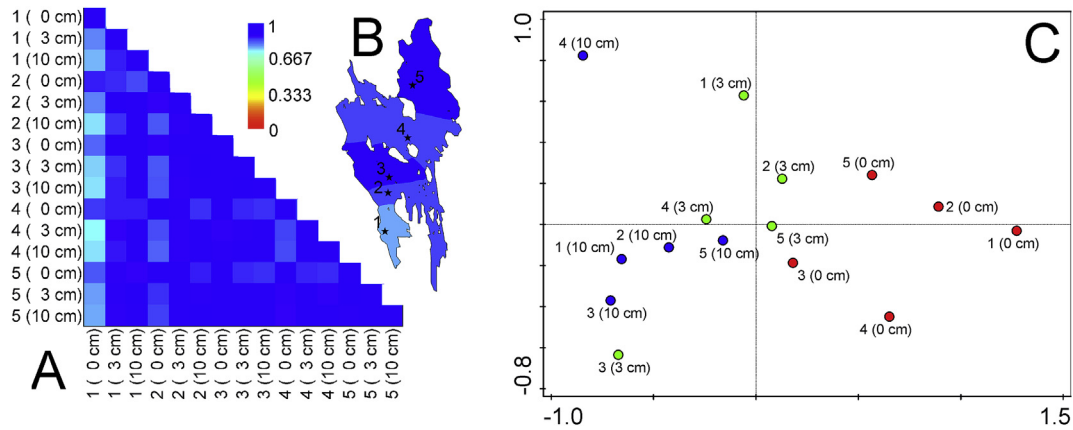 1 ( 0 cm)
1 ( 3 cm)
1 (10 cm)
2 ( 0 cm)
2 ( 3 cm)
2 (10 cm)
3 ( 0 cm)
3 ( 3 cm)
3 (10 cm)
4 ( 0 cm)
4 ( 3 cm)
4 (10 cm)
5 ( 0 cm)
5 ( 3 cm)
5 (10 cm)
1 ( 0 cm)
1 ( 3 cm)
1 (10 cm)
2 ( 0 cm)
2 ( 3 cm)
2 (10 cm)
3 ( 0 cm)
3 ( 3 cm)
3 (10 cm)
4 ( 0 cm)
4 ( 3 cm)
4 (10 cm)
5 ( 0 cm)
5 ( 3 cm)
5 (10 cm)
A
1
0.667
0.333
0
B
5
4
3
2
1
C
1.0
-0.8
-1.0
1.5
4 (10 cm)
1 (3 cm)
2 (3 cm)
5 (0 cm)
4 (3 cm)
2 (0 cm)
2 (10 cm)
5 (3 cm)
1 (0 cm)
1 (10 cm)
5 (10 cm)
3 (0 cm)
3 (10 cm)
4 (0 cm)
3 (3 cm)